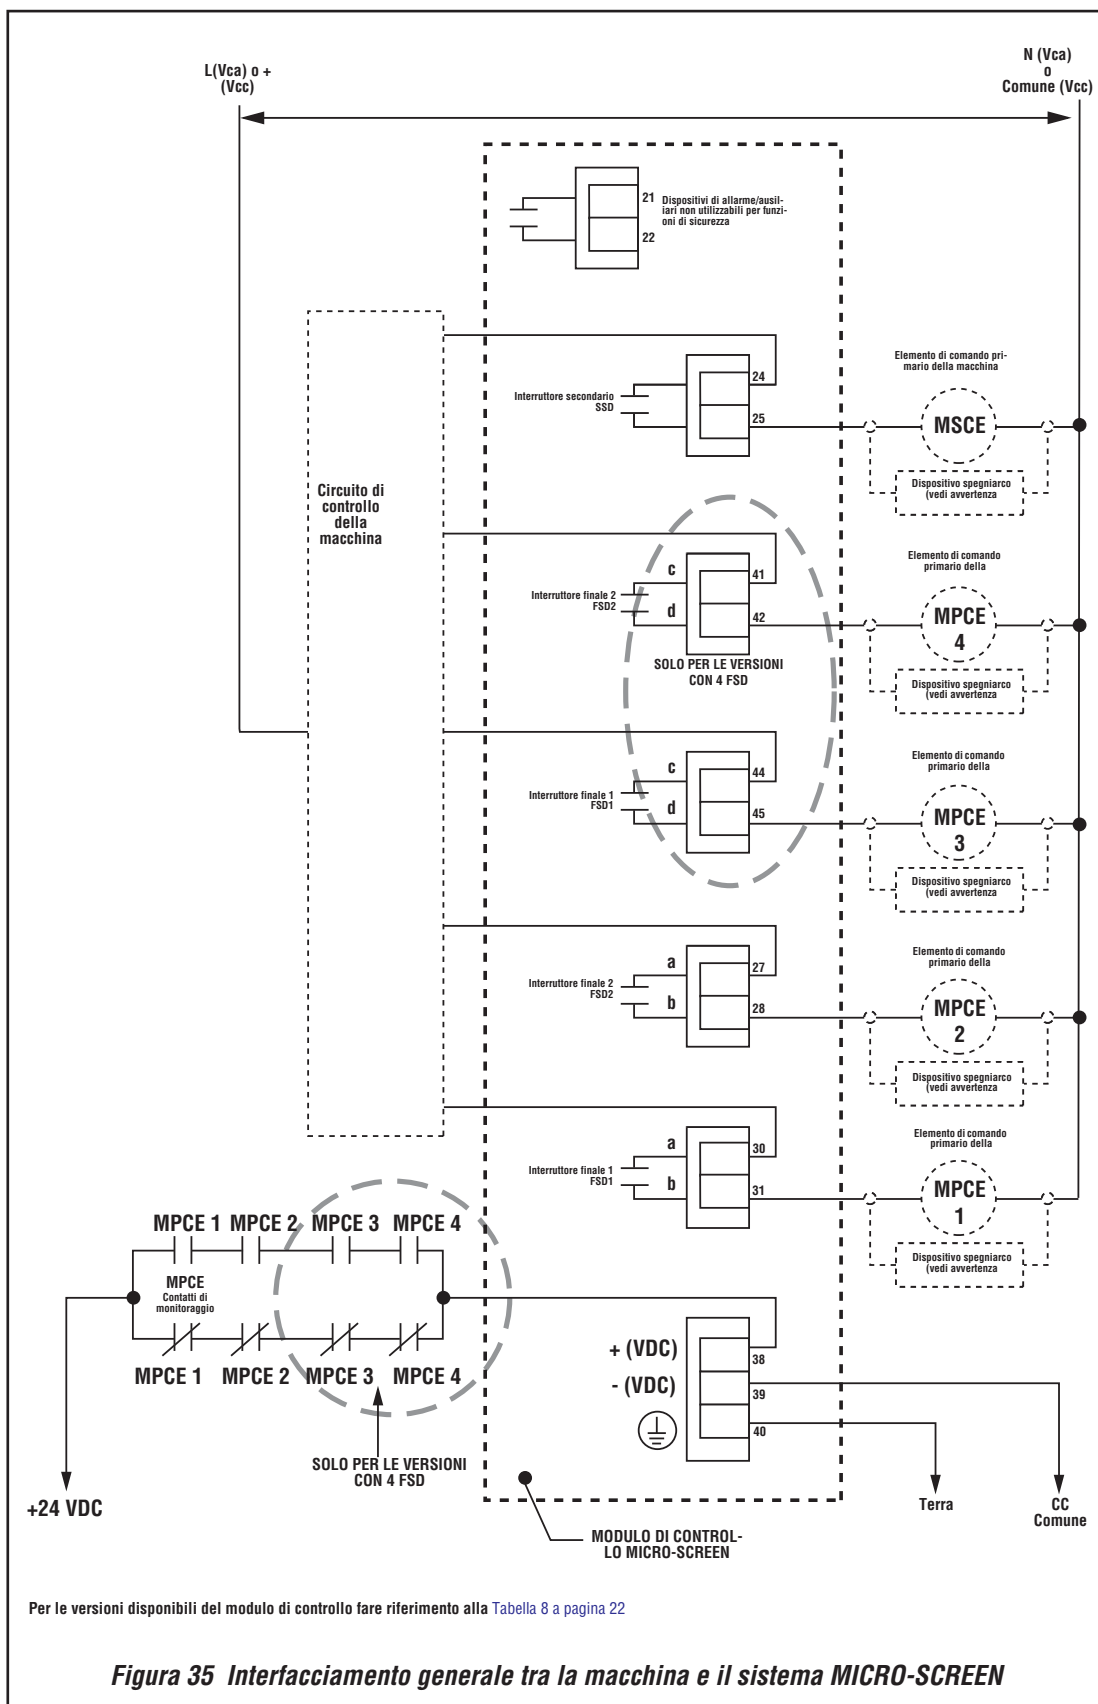 L(Vca) o +
(Vcc)
N (Vca)
o
Comune (Vcc)
21
22
Dispositivi di allarme/ausil-
iari non utilizzabili per funzi-
oni di sicurezza
Circuito di
controllo
della
macchina
Interruttore secondario
SSD
24
25
Elemento di comando pri-
mario della macchina
MSCE
Dispositivo spegniarco
(vedi avvertenza
c
d
Interruttore finale 2
FSD2
41
42
SOLO PER LE VERSIONI
CON 4 FSD
Elemento di comando
primario della
MPCE
4
Dispositivo spegniarco
(vedi avvertenza
c
d
Interruttore finale 1
FSD1
44
45
Elemento di comando
primario della
MPCE
3
Dispositivo spegniarco
(vedi avvertenza
a
b
Interruttore finale 2
FSD2
27
28
Elemento di comando
primario della
MPCE
2
Dispositivo spegniarco
(vedi avvertenza
a
b
Interruttore finale 1
FSD1
30
31
Elemento di comando
primario della
MPCE
1
Dispositivo spegniarco
(vedi avvertenza
MPCE 1 MPCE 2 MPCE 3 MPCE 4
MPCE
Contatti di
monitoraggio
MPCE 1 MPCE 2 MPCE 3 MPCE 4
SOLO PER LE VERSIONI
CON 4 FSD
+24 VDC
+ (VDC)
- (VDC)
38
39
40
Terra
CC
Comune
MODULO DI CONTROL-
LO MICRO-SCREEN
Per le versioni disponibili del modulo di controllo fare riferimento alla Tabella 8 a pagina 22
Figura 35 Interfacciamento generale tra la macchina e il sistema MICRO-SCREEN